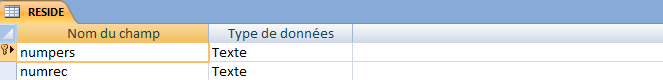 RESIDE
Nom du champ Type de données
numpers Texte
numrec Texte